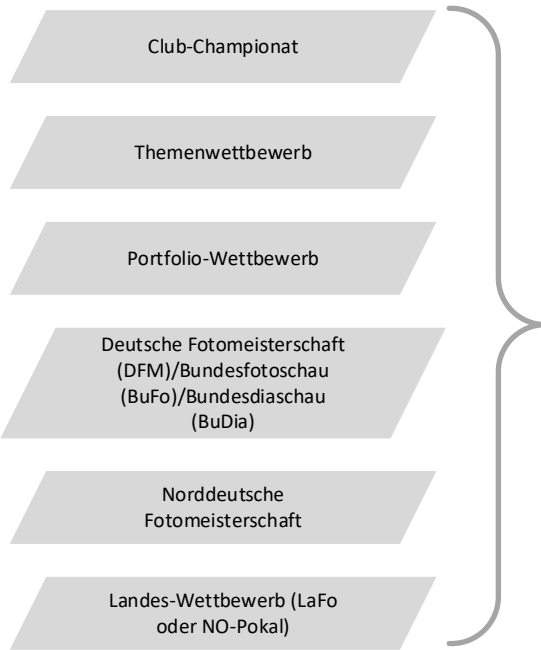 Club-Championat
Themenwettbewerb
Portfolio-Wettbewerb
Deutsche Fotomeisterschaft
(DFM)/Bundesfotoschau
(BuFo)/Bundesdiaschau
(BuDia)
Norddeutsche
Fotomeisterschaft
Landes-Wettbewerb (LaFo
oder NO-Pokal)